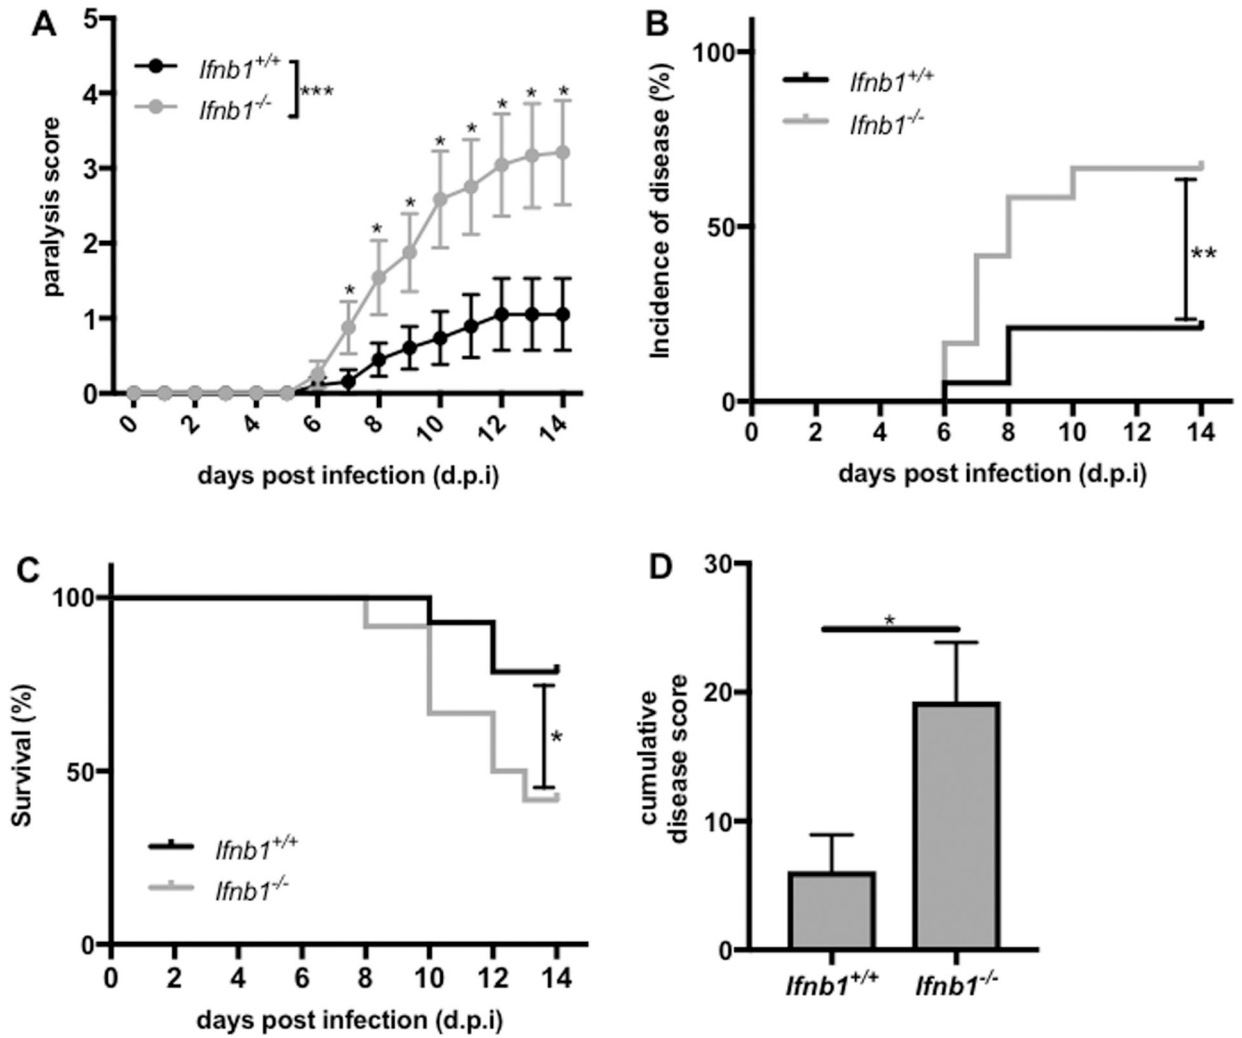 A
5
4
3
2
1
0
paralysis score
Ifnb1+/+
Ifnb1-/-
***
* * * * * * * *
0 2 4 6 8 10 12 14
days post infection (d.p.i)
B
100
50
0
Incidence of disease (%)
Ifnb1+/+
Ifnb1-/-
**
0 2 4 6 8 10 12 14
days post infection (d.p.i)
C
100
50
0
Survival (%)
*
Ifnb1+/+
Ifnb1-/-
0 2 4 6 8 10 12 14
days post infection (d.p.i)
D
30
20
10
0
cumulative
disease score
*
Ifnb1+/+ Ifnb1-/-